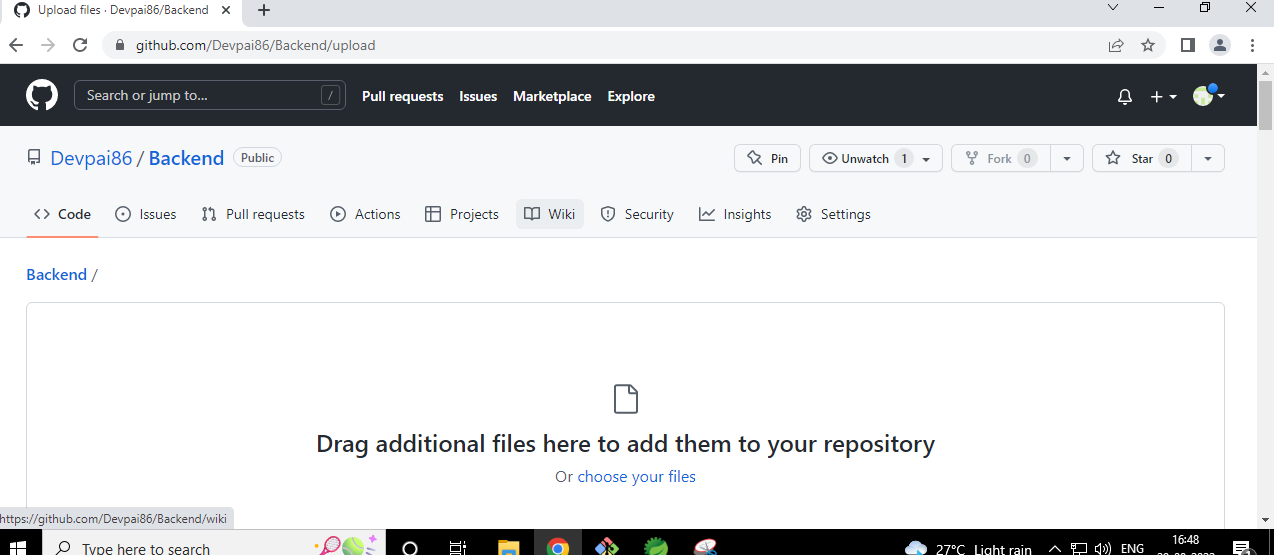 Upload files · Devpai86/Backend
github.com/Devpai86/Backend/upload
Search or jump to... / Pull requests Issues Marketplace Explore
Devpai86 / Backend Public Pin Unwatch 1 Fork 0 Star 0
Code Issues Pull requests Actions Projects Wiki Security Insights Settings
Backend /
Drag additional files here to add them to your repository
Or choose your files
https://github.com/Devpai86/Backend/wiki
Type here to search 27°C Light rain ENG 16:48